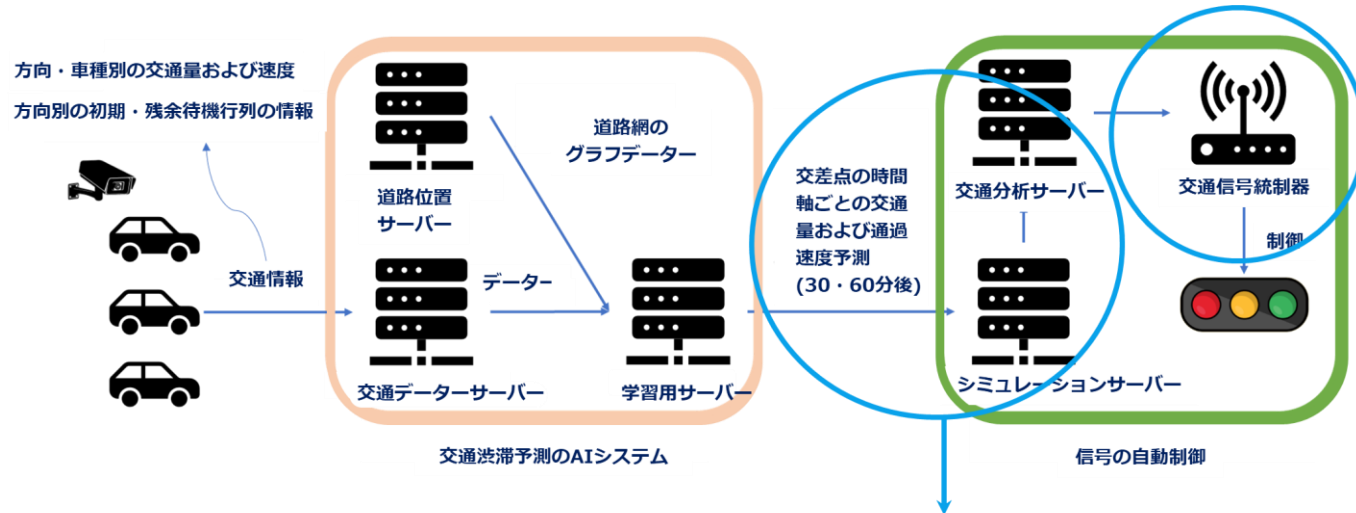 方向・車種別の交通量および速度
方向別の初期・残余待機行列の情報
交通情報
道路位置
サーバー
道路網の
グラフデーター
データー
交通データーサーバー
学習用サーバー
交通渋滞予測のAIシステム
交差点の時間
軸ごとの交通
量および通過
速度予測
(30・60分後)
交通分析サーバー
シミュレーションサーバー
交通信号統制器
制御
信号の自動制御